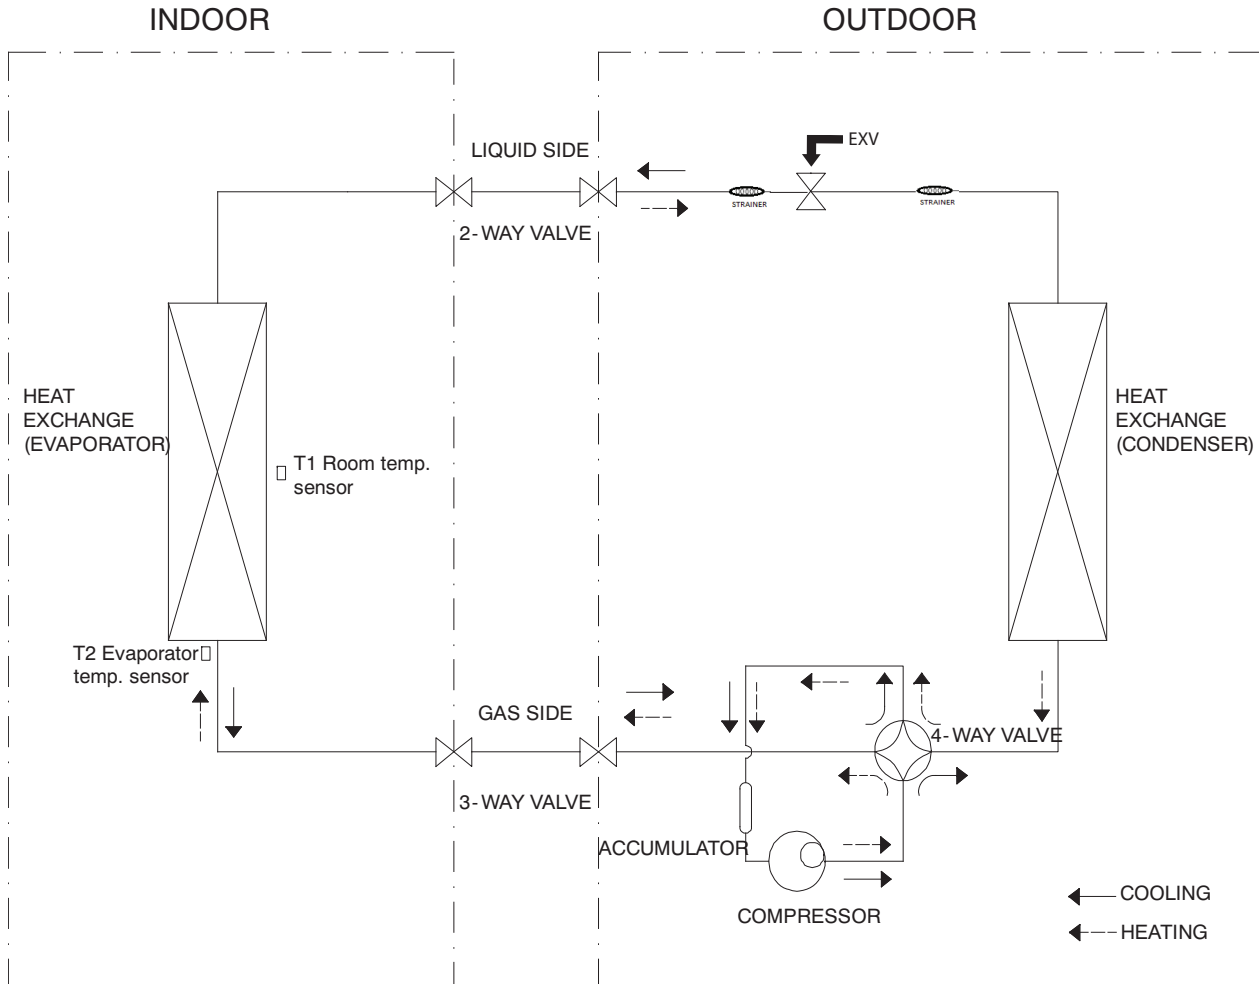 INDOOR
OUTDOOR
EXV
LIQUID SIDE
STRAINER
STRAINER
2-WAY VALVE
HEAT
EXCHANGE
(EVAPORATOR)
HEAT
EXCHANGE
(CONDENSER)
T1 Room temp.
sensor
T2 Evaporator
temp. sensor
GAS SIDE
4-WAY VALVE
3-WAY VALVE
ACCUMULATOR
COMPRESSOR
COOLING
HEATING